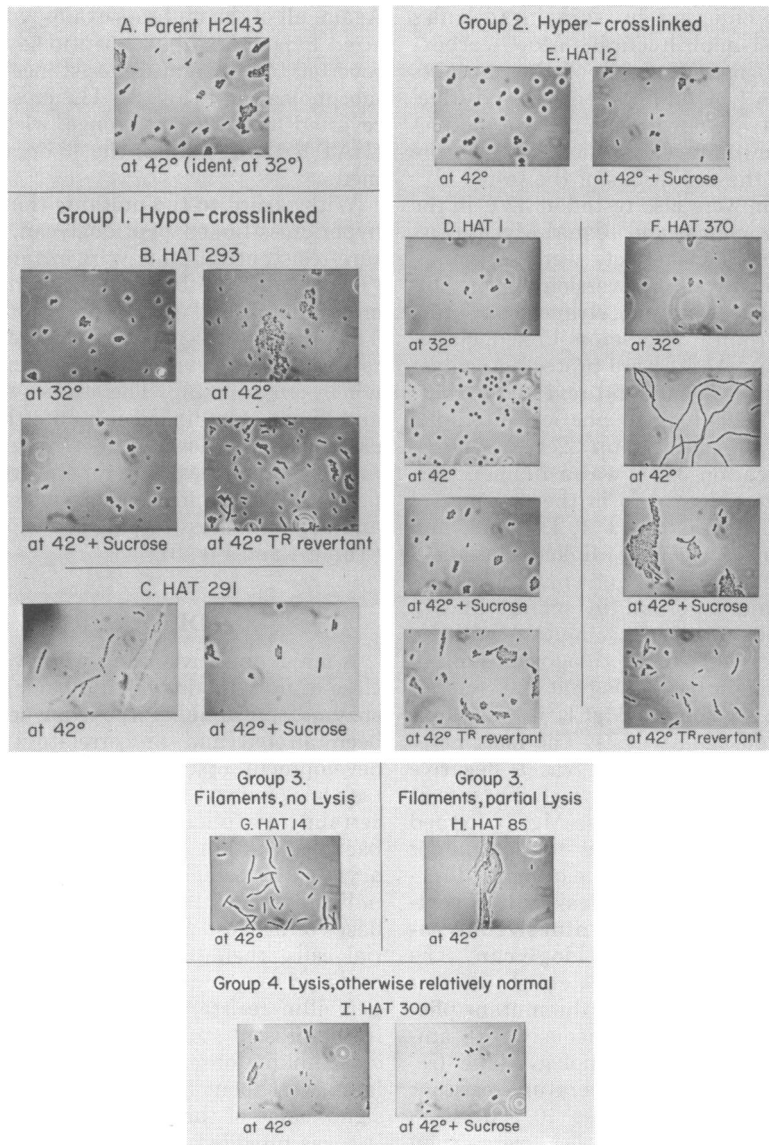 A. Parent H2143
at 42° (ident. at 32°)
Group 1. Hypo-crosslinked
B. HAT 293
at 32°
at 42°
at 42° + Sucrose
at 42° Tᴿ revertant
C. HAT 291
at 42°
at 42° + Sucrose
Group 2. Hyper-crosslinked
E. HAT 12
at 42°
at 42° + Sucrose
D. HAT 1
F. HAT 370
at 32°
at 32°
at 42°
at 42°
at 42° + Sucrose
at 42° + Sucrose
at 42° Tᴿ revertant
at 42° Tᴿ revertant
Group 3.
Filaments, no Lysis
G. HAT 14
at 42°
Group 3.
Filaments, partial Lysis
H. HAT 85
at 42°
Group 4. Lysis, otherwise relatively normal
I. HAT 300
at 42°
at 42° + Sucrose